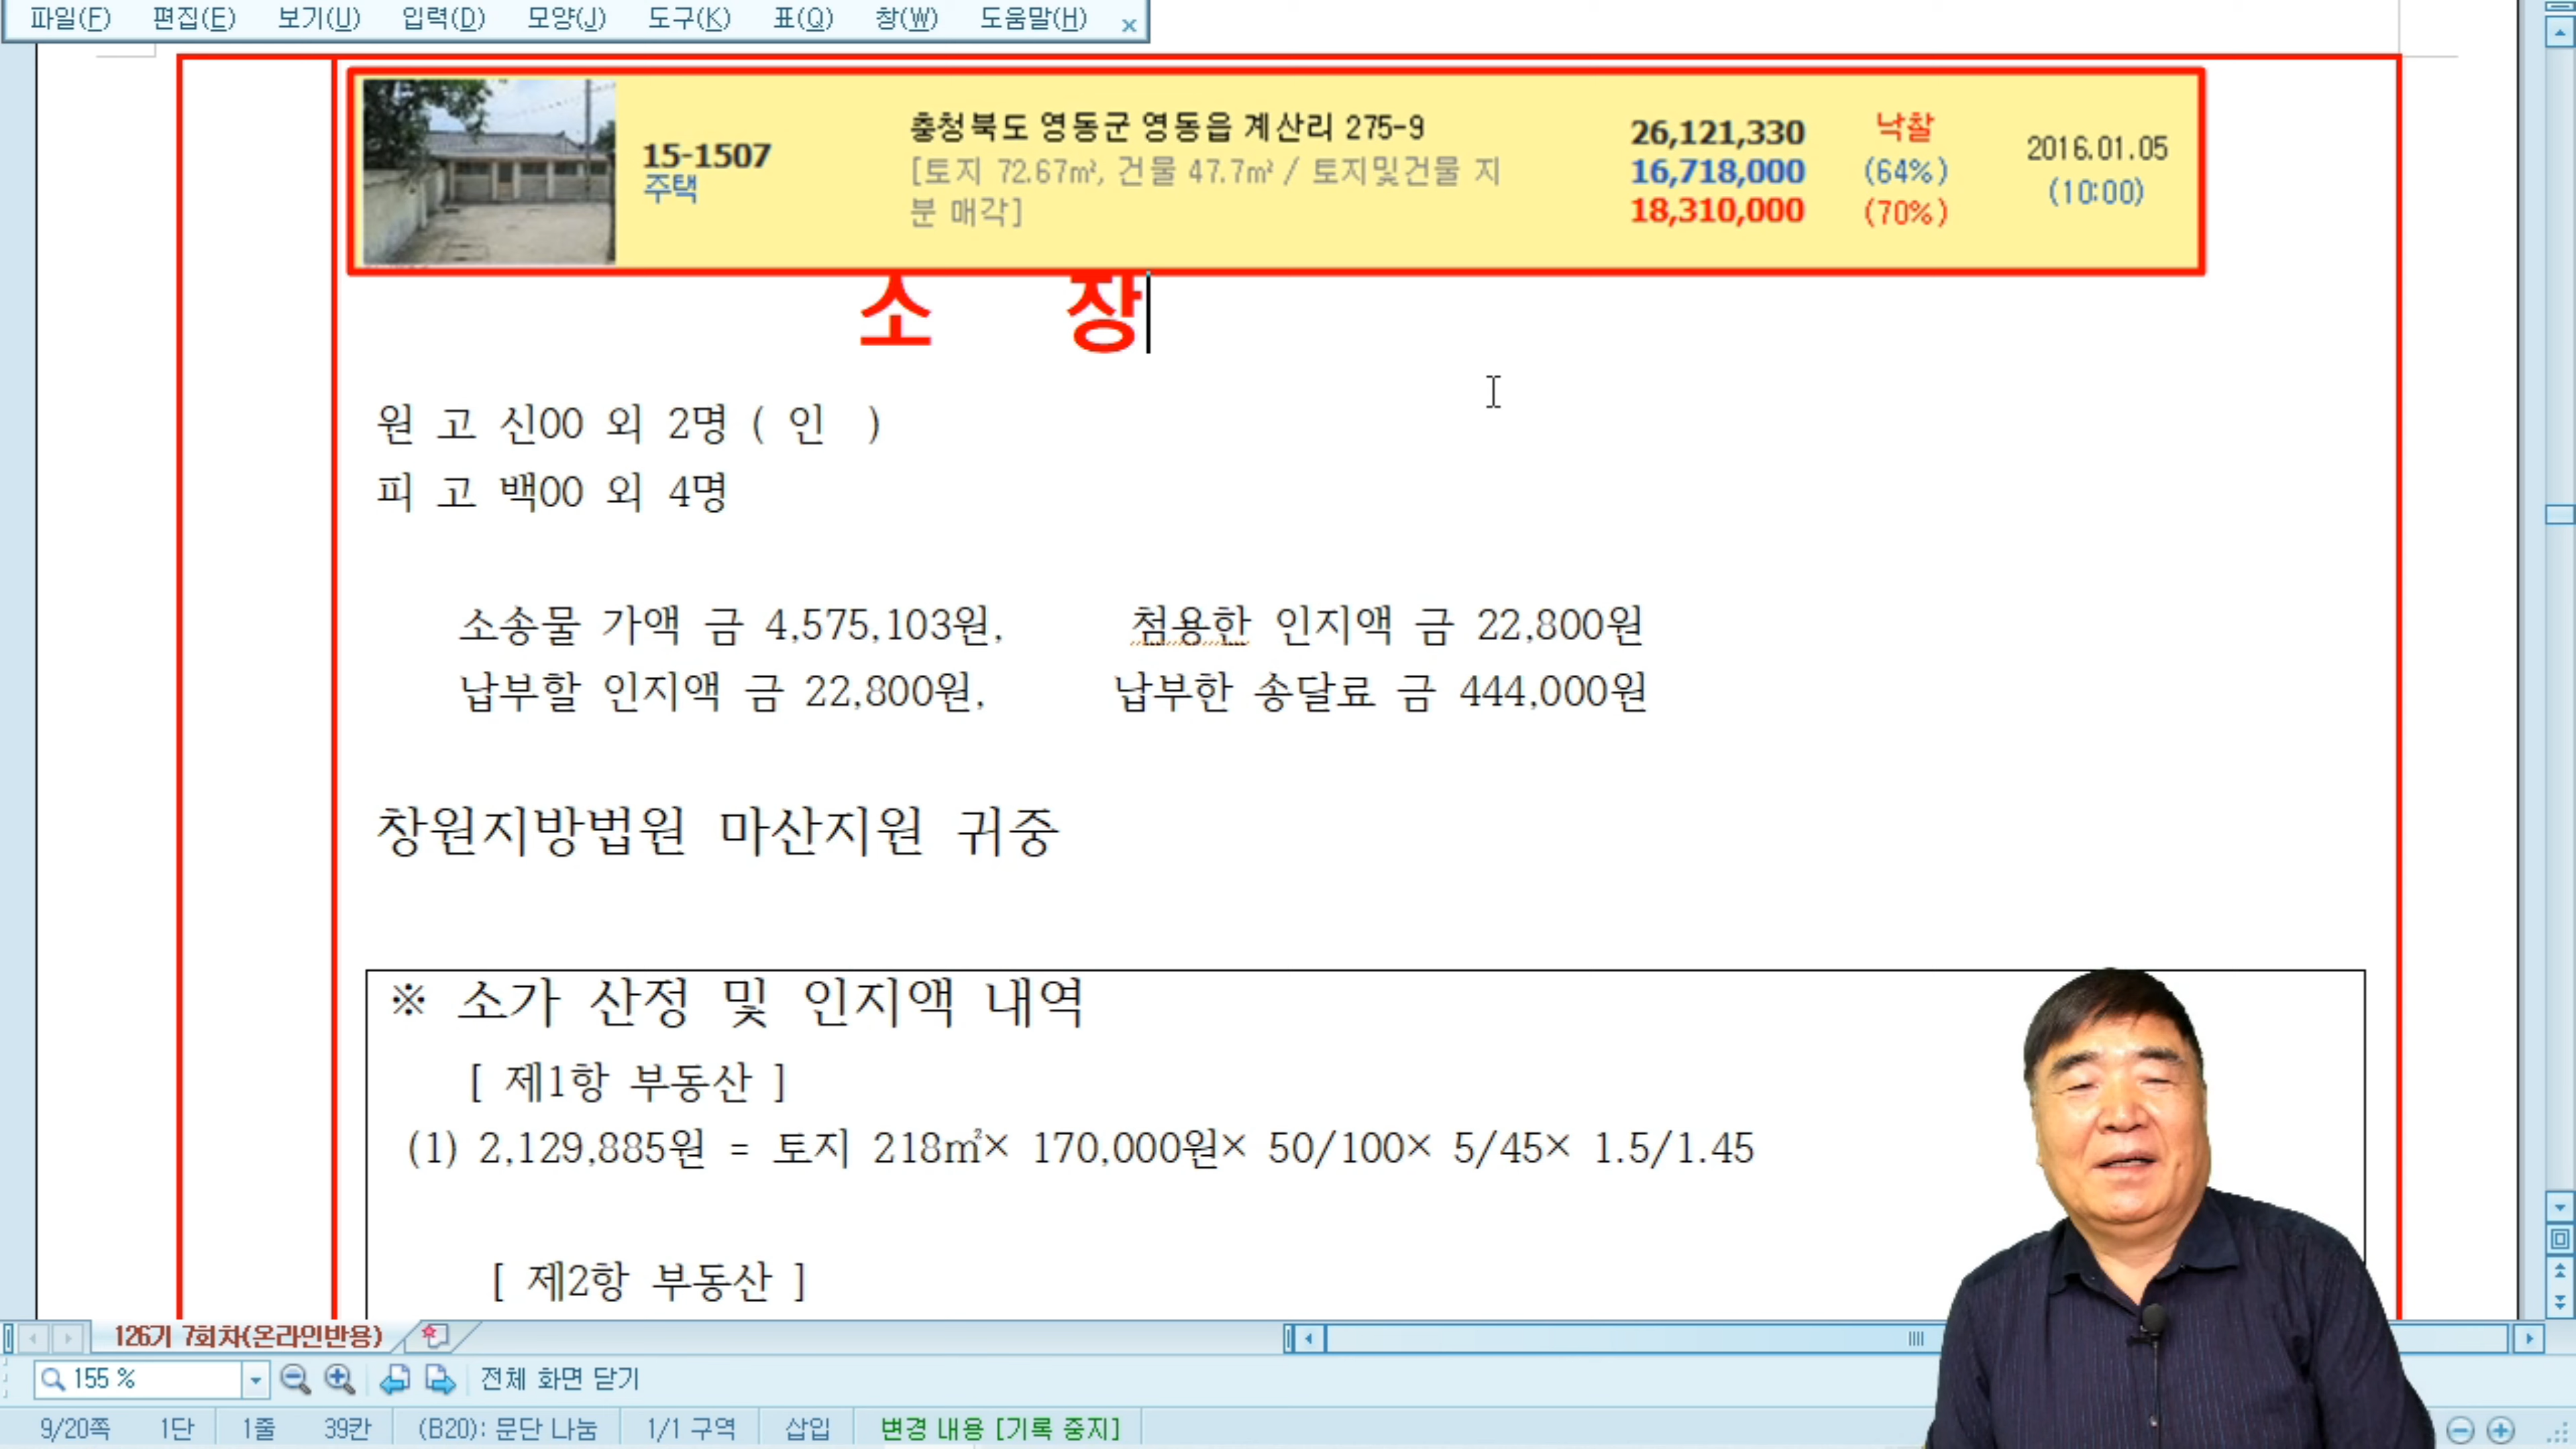 파일(F) 편집(E) 보기(U) 입력(D) 모양(J) 도구(K) 표(Q) 창(W) 도움말(H)
15-1507
주택
충청북도 영동군 영동읍 계산리 275-9
[토지 72.67㎡, 건물 47.7㎡ / 토지및건물 지
분 매각]
26,121,330
16,718,000
18,310,000
낙찰
(64%)
(70%)
2016.01.05
(10:00)
소 장
원 고 신00 외 2명 ( 인 )
피 고 백00 외 4명
소송물 가액 금 4,575,103원, 첨용한 인지액 금 22,800원
납부할 인지액 금 22,800원, 납부한 송달료 금 444,000원
창원지방법원 마산지원 귀중
※ 소가 산정 및 인지액 내역
[ 제1항 부동산 ]
(1) 2,129,885원 = 토지 218㎡× 170,000원× 50/100× 5/45× 1.5/1.45
[ 제2항 부동산 ]
126기 7회차(온라인반용)
155 % 전체 화면 닫기
9/20쪽 1단 1줄 39칸 (B20): 문단 나눔 1/1 구역 삽입 변경 내용 [기록 중지]